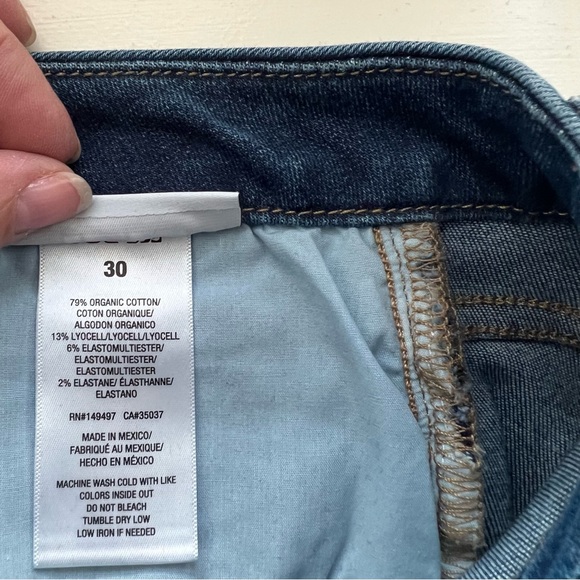 30
79% ORGANIC COTTON/
COTON ORGANIQUE/
ALGODON ORGANICO
13% LYOCELL/LYOCELL/LYOCELL
6% ELASTOMULTIESTER/
ELASTOMULTIESTER/
ELASTOMULTIESTER
2% ELASTANE/ÉLASTHANNE/
ELASTANO
RN#149497 CA#35037
MADE IN MEXICO/
FABRIQUÉ AU MEXIQUE/
HECHO EN MÉXICO
MACHINE WASH COLD WITH LIKE
COLORS INSIDE OUT
DO NOT BLEACH
TUMBLE DRY LOW
LOW IRON IF NEEDED